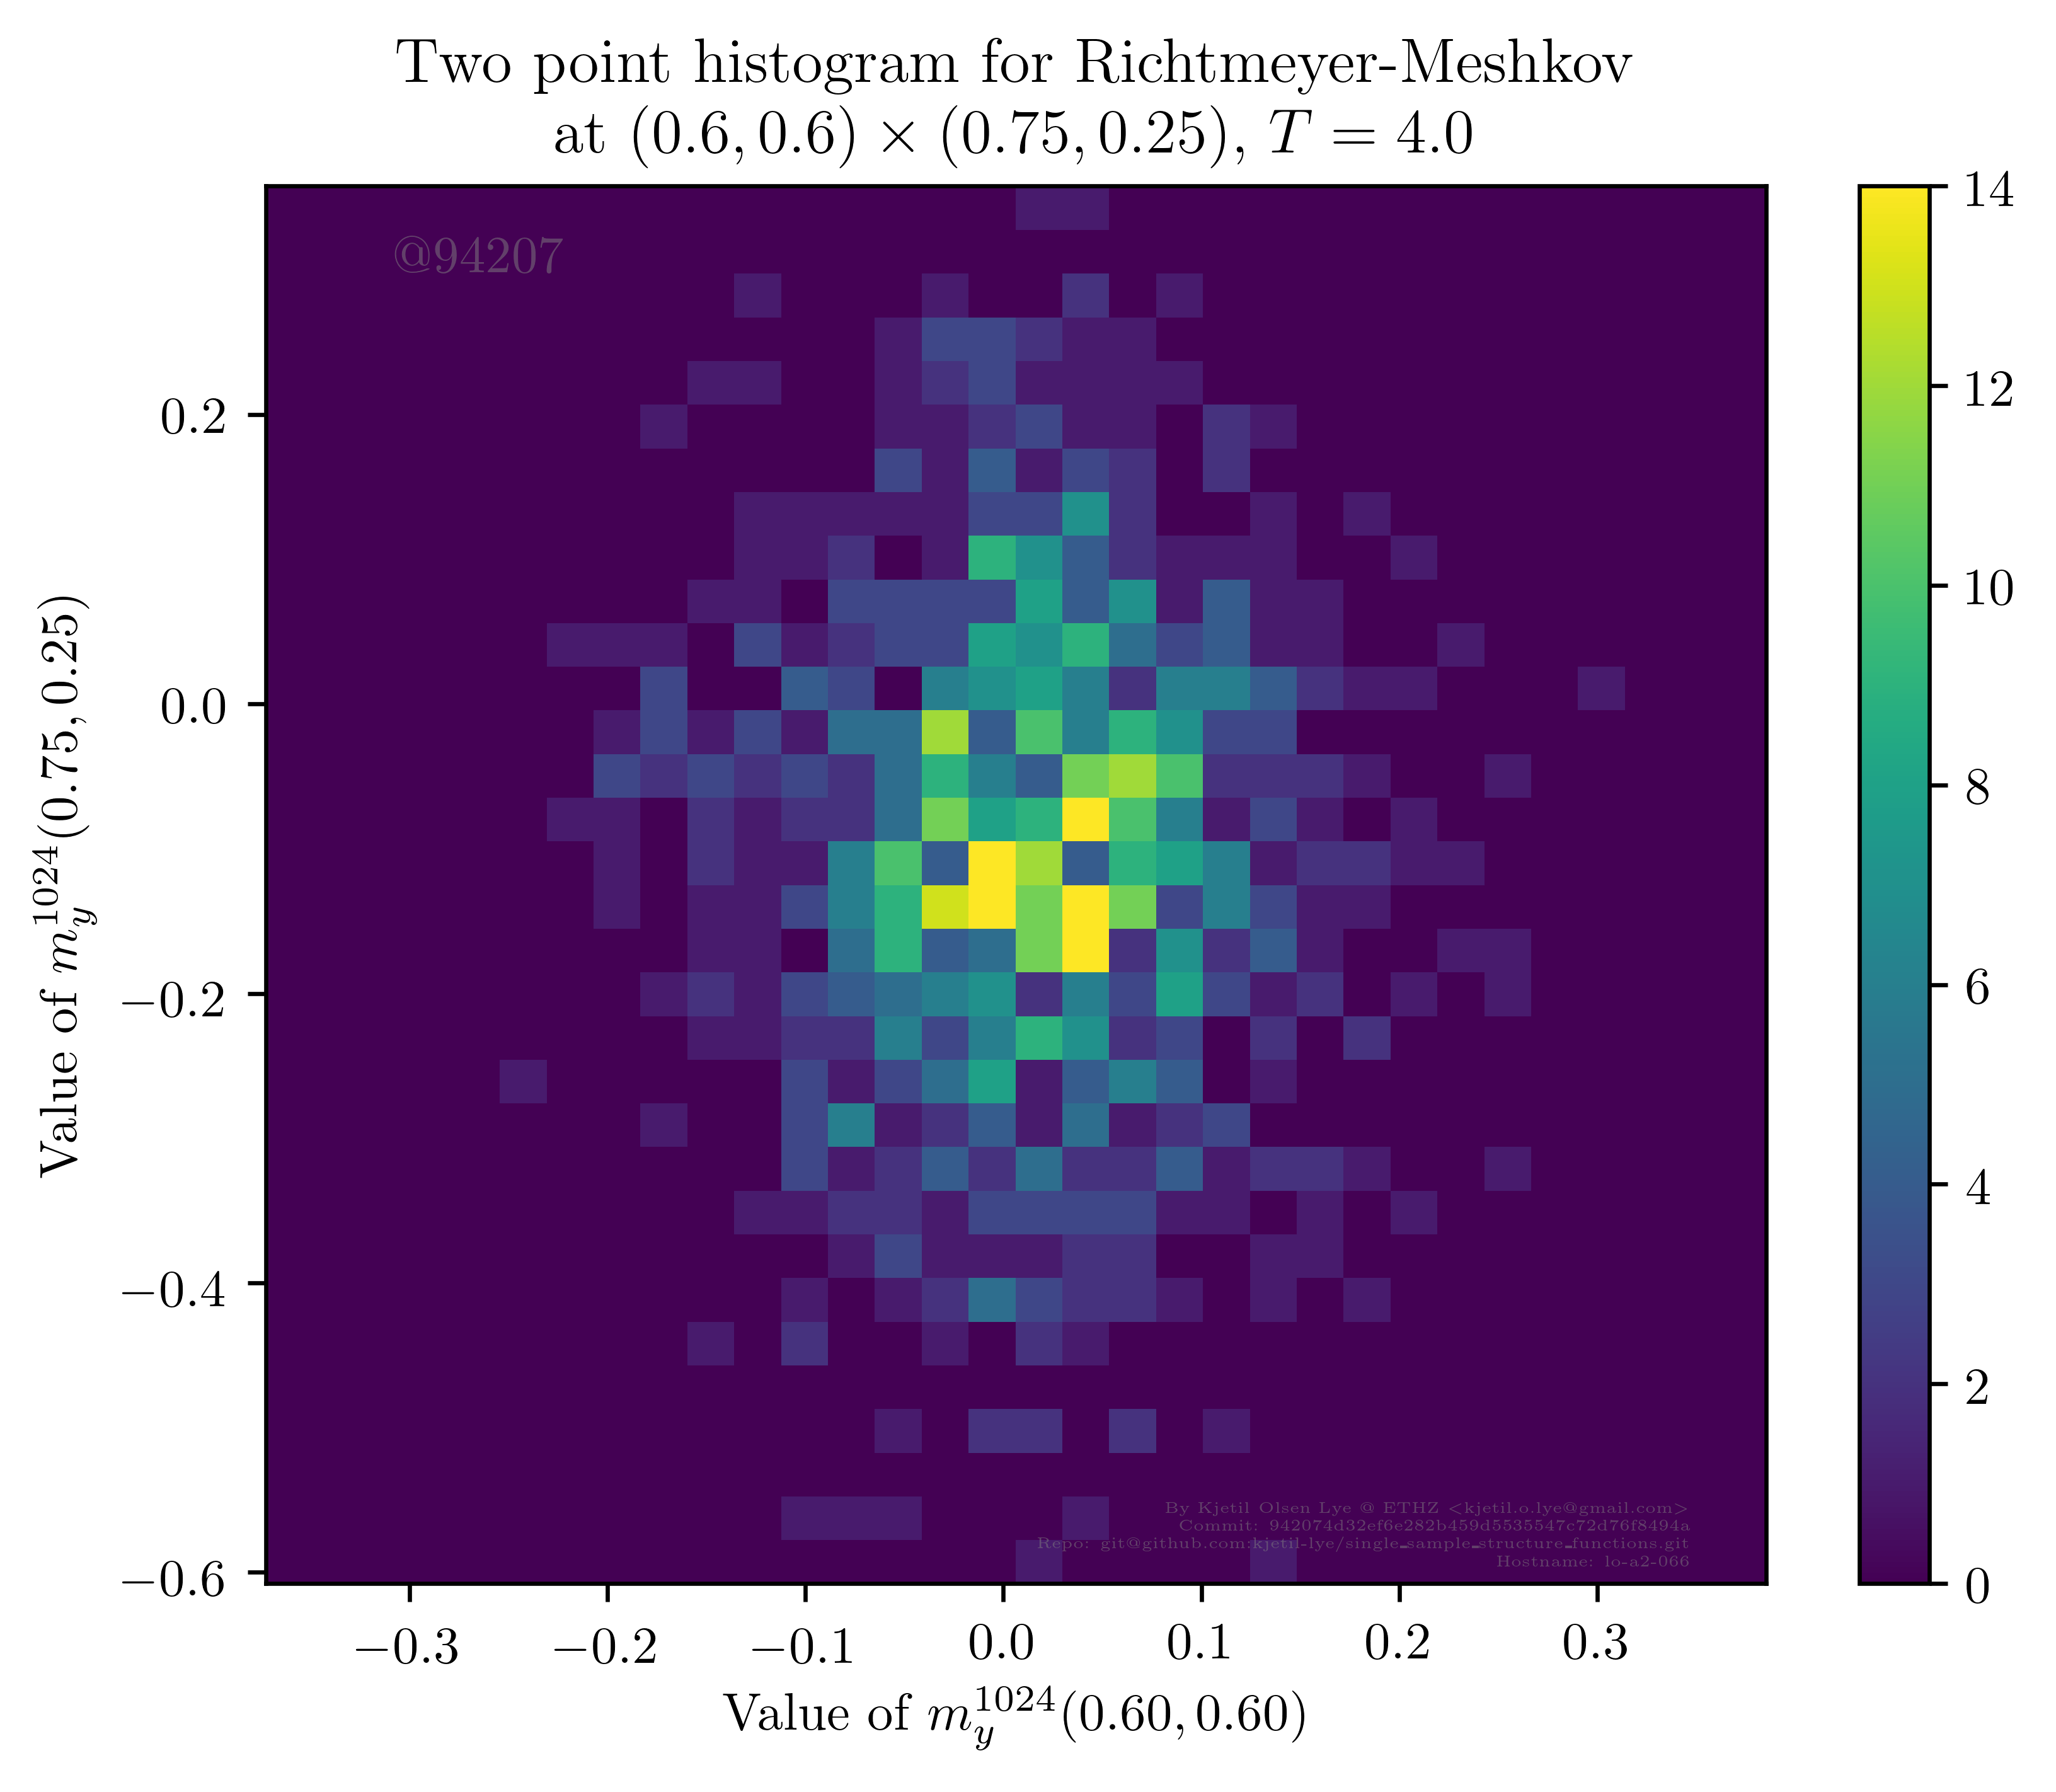 Two point histogram for Richtmeyer-Meshkov
at (0.6, 0.6) × (0.75, 0.25), T = 4.0
@94207
14
12
10
8
6
4
2
0
Value of m_y^{1024}(0.75, 0.25)
0.2
0.0
−0.2
−0.4
−0.6
By Kjetil Olsen Lye @ ETHZ <kjetil.o.lye@gmail.com>
Commit: 942074d32ef6e282b459d5535547c72d76f8494a
Repo: git@github.com:kjetil-lye/single_sample_structure_functions.git
Hostname: lo-a2-066
−0.3 −0.2 −0.1 0.0 0.1 0.2 0.3
Value of m_y^{1024}(0.60, 0.60)